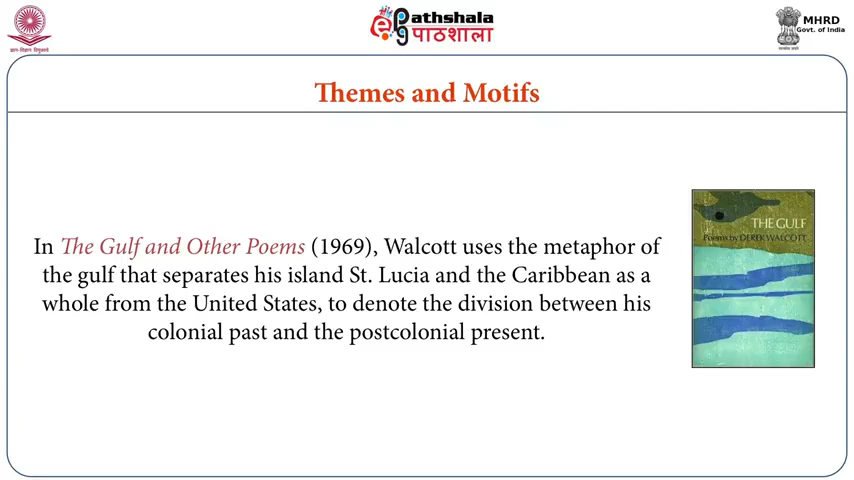 ePathshala
पाठशाला
MHRD
Govt. of India
Themes and Motifs
In The Gulf and Other Poems (1969), Walcott uses the metaphor of
the gulf that separates his island St. Lucia and the Caribbean as a
whole from the United States, to denote the division between his
colonial past and the postcolonial present.
THE GULF
Poems by DEREK WALCOTT